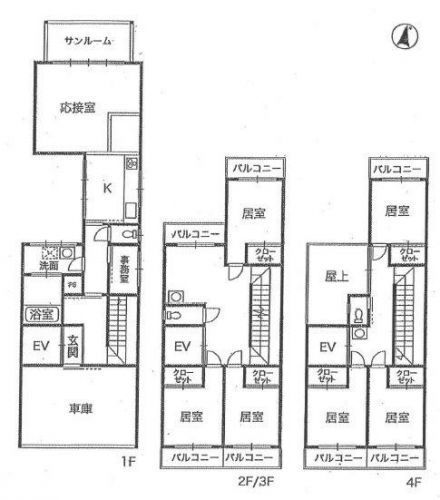 サンルーム
応接室
K
洗面
事務室
浴室
EV
玄関
車庫
1F
バルコニー
居室
クローゼット
バルコニー
EV
クローゼット
クローゼット
居室
居室
バルコニー
バルコニー
2F/3F
バルコニー
居室
クローゼット
屋上
EV
クローゼット
クローゼット
居室
居室
バルコニー
バルコニー
4F